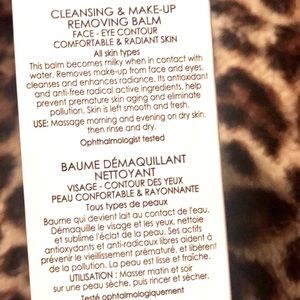 CLEANSING & MAKE-UP
REMOVING BALM
FACE - EYE CONTOUR
COMFORTABLE & RADIANT SKIN
All skin types
This balm becomes milky when in contact with
water. Removes make-up from face and eyes,
cleanses and enhances radiance. Its antioxidant
and anti-free radical active ingredients, help
prevent premature skin aging and eliminate
pollution. Skin is left smooth and fresh.
USE: Massage morning and evening on dry skin,
then rinse and dry.
Ophthalmologist tested
BAUME DÉMAQUILLANT
NETTOYANT
VISAGE - CONTOUR DES YEUX
PEAU CONFORTABLE & RAYONNANTE
Tous types de peaux
Baume qui devient lait au contact de l'eau.
Démaquille le visage et les yeux, nettoie
et sublime l'éclat de la peau. Ses actifs
antioxydants et anti-radicaux libres aident à
prévenir le vieillissement prématuré, et libèrent
de la pollution. La peau est lisse et fraîche.
UTILISATION : Masser matin et soir
sur une peau sèche, puis rincer et sécher.
Testé ophtalmologiquement